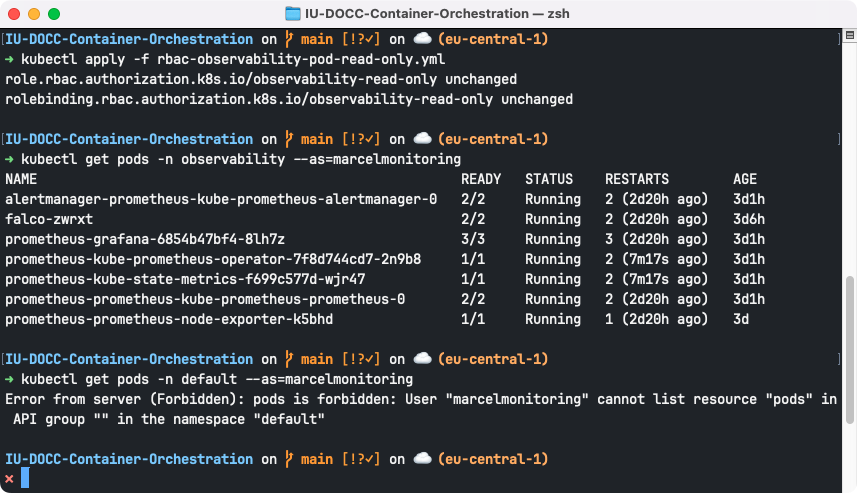 IU-DOCC-Container-Orchestration — zsh
IU-DOCC-Container-Orchestration on main [!?✓] on ☁️ (eu-central-1)
➜ kubectl apply -f rbac-observability-pod-read-only.yml
role.rbac.authorization.k8s.io/observability-read-only unchanged
rolebinding.rbac.authorization.k8s.io/observability-read-only unchanged
IU-DOCC-Container-Orchestration on main [!?✓] on ☁️ (eu-central-1)
➜ kubectl get pods -n observability --as=marcelmonitoring
NAME READY STATUS RESTARTS AGE
alertmanager-prometheus-kube-prometheus-alertmanager-0 2/2 Running 2 (2d20h ago) 3d1h
falco-zwrxt 2/2 Running 2 (2d20h ago) 3d6h
prometheus-grafana-6854b47bf4-8lh7z 3/3 Running 3 (2d20h ago) 3d1h
prometheus-kube-prometheus-operator-7f8d744cd7-2n9b8 1/1 Running 2 (7m17s ago) 3d1h
prometheus-kube-state-metrics-f699c577d-wjr47 1/1 Running 2 (7m17s ago) 3d1h
prometheus-prometheus-kube-prometheus-prometheus-0 2/2 Running 2 (2d20h ago) 3d1h
prometheus-prometheus-node-exporter-k5bhd 1/1 Running 1 (2d20h ago) 3d
IU-DOCC-Container-Orchestration on main [!?✓] on ☁️ (eu-central-1)
➜ kubectl get pods -n default --as=marcelmonitoring
Error from server (Forbidden): pods is forbidden: User "marcelmonitoring" cannot list resource "pods" in
API group "" in the namespace "default"
IU-DOCC-Container-Orchestration on main [!?✓] on ☁️ (eu-central-1)
×